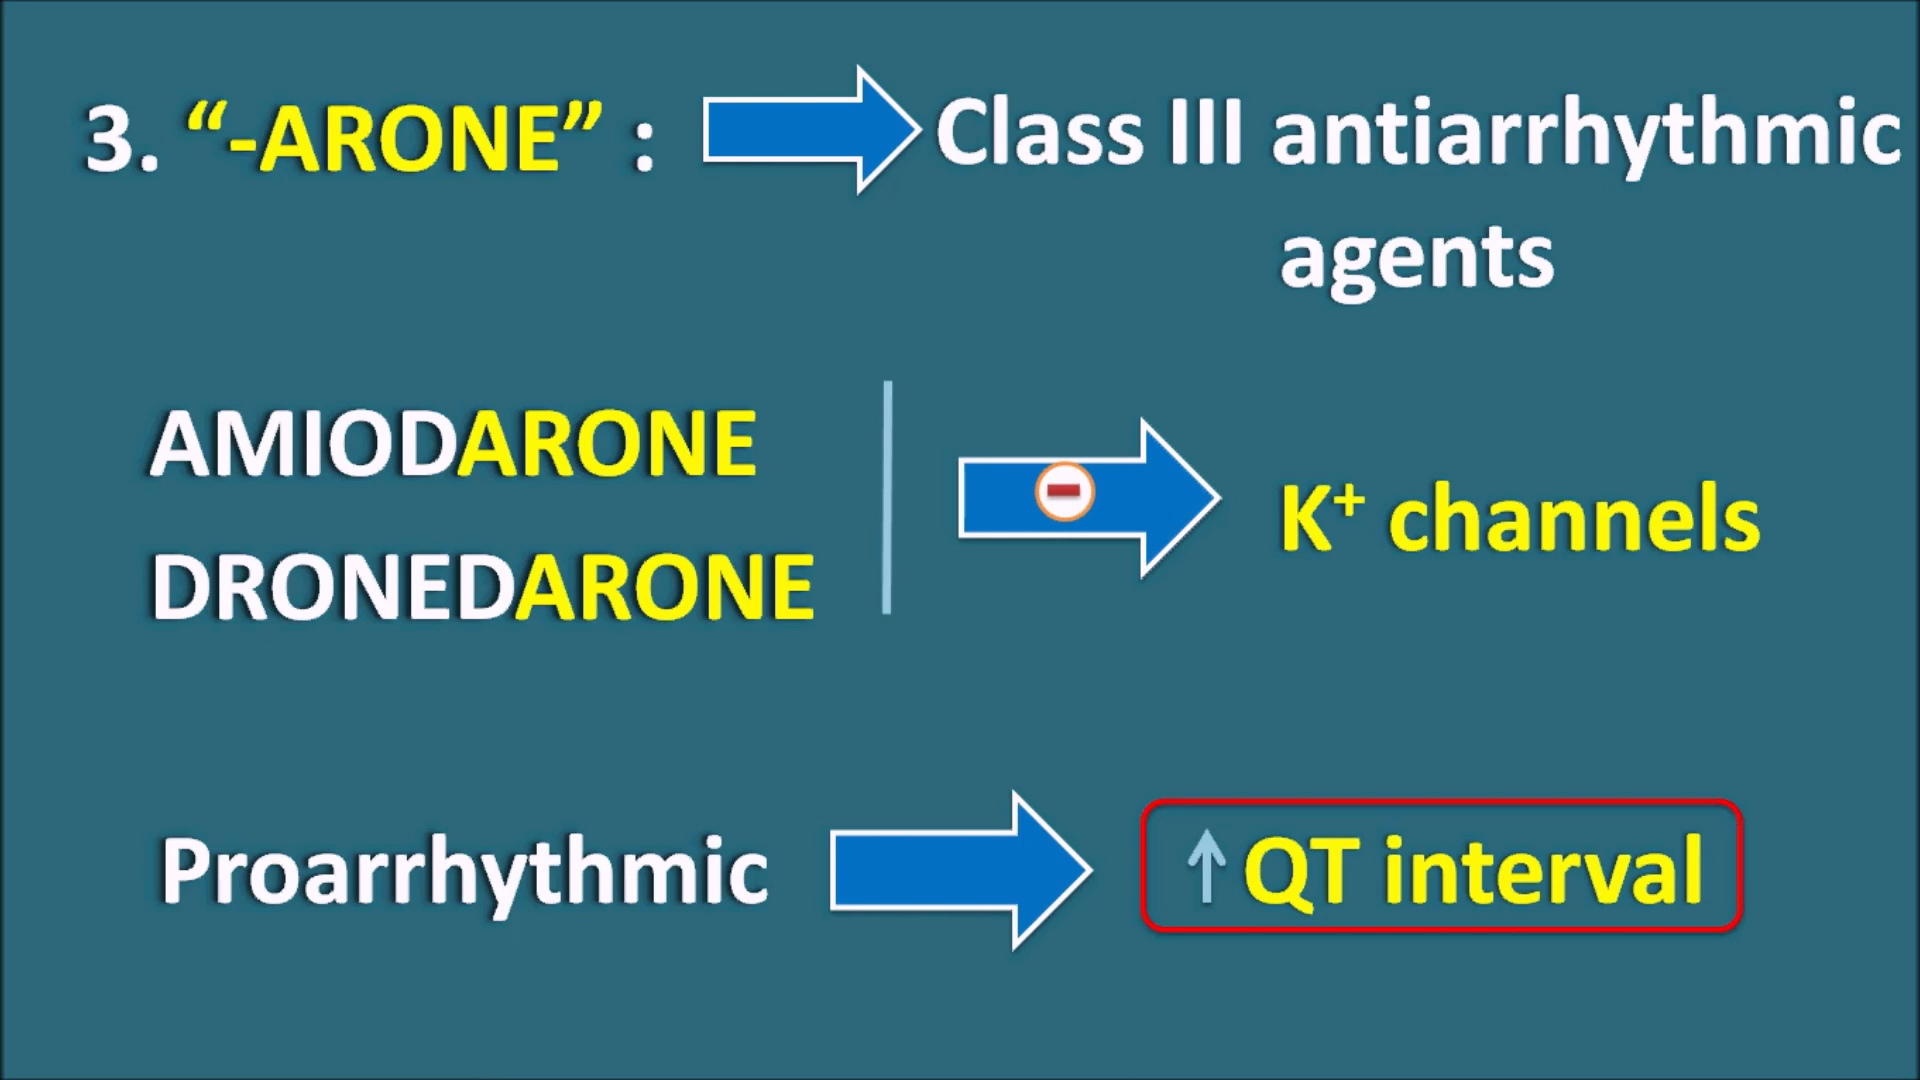 3. “-ARONE” : Class III antiarrhythmic
agents
AMIODARONE
DRONEDARONE
K⁺ channels
Proarrhythmic ↑ QT interval